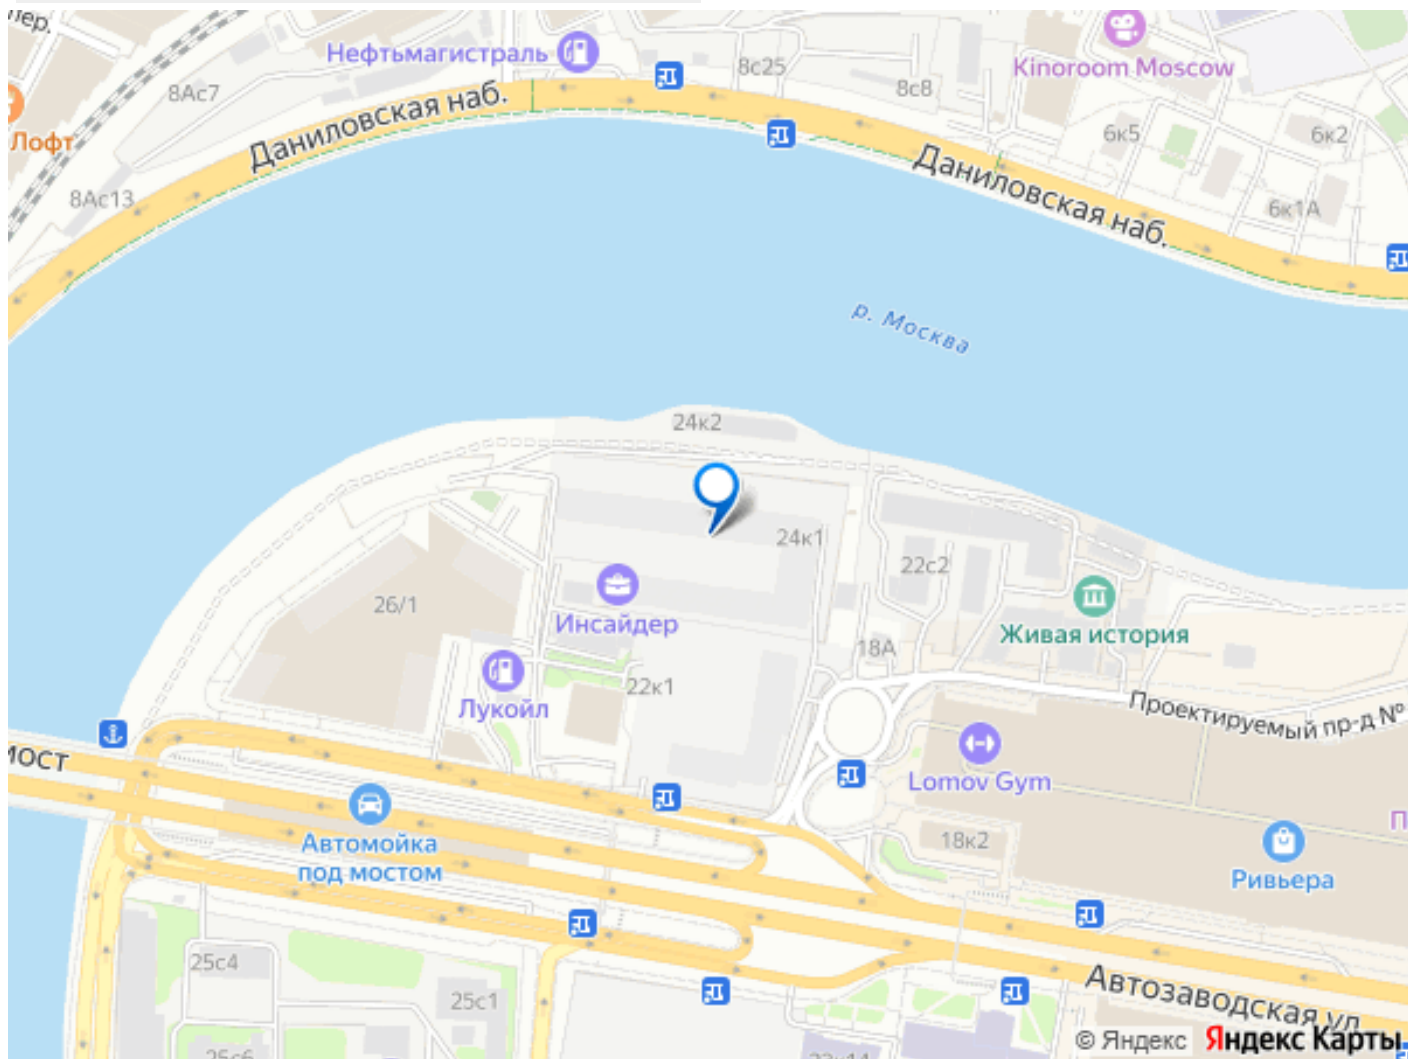 пер.
Нефтьмагистраль
8с25
8с8
Kinoroom Moscow
8Ас7
Даниловская наб.
Лофт
6к5
6к2
Даниловская наб.
8Ас13
6к1А
р. Москва
24к2
24к1
22с2
26/1
Инсайдер
Живая история
18А
22к1
Лукойл
Проектируемый пр-д №
мост
Lomov Gym
Автомойка
под мостом
18к2
П
Ривьера
25с4
25с1
Автозаводская ул.
25с6
© Яндекс Яндекс Карты